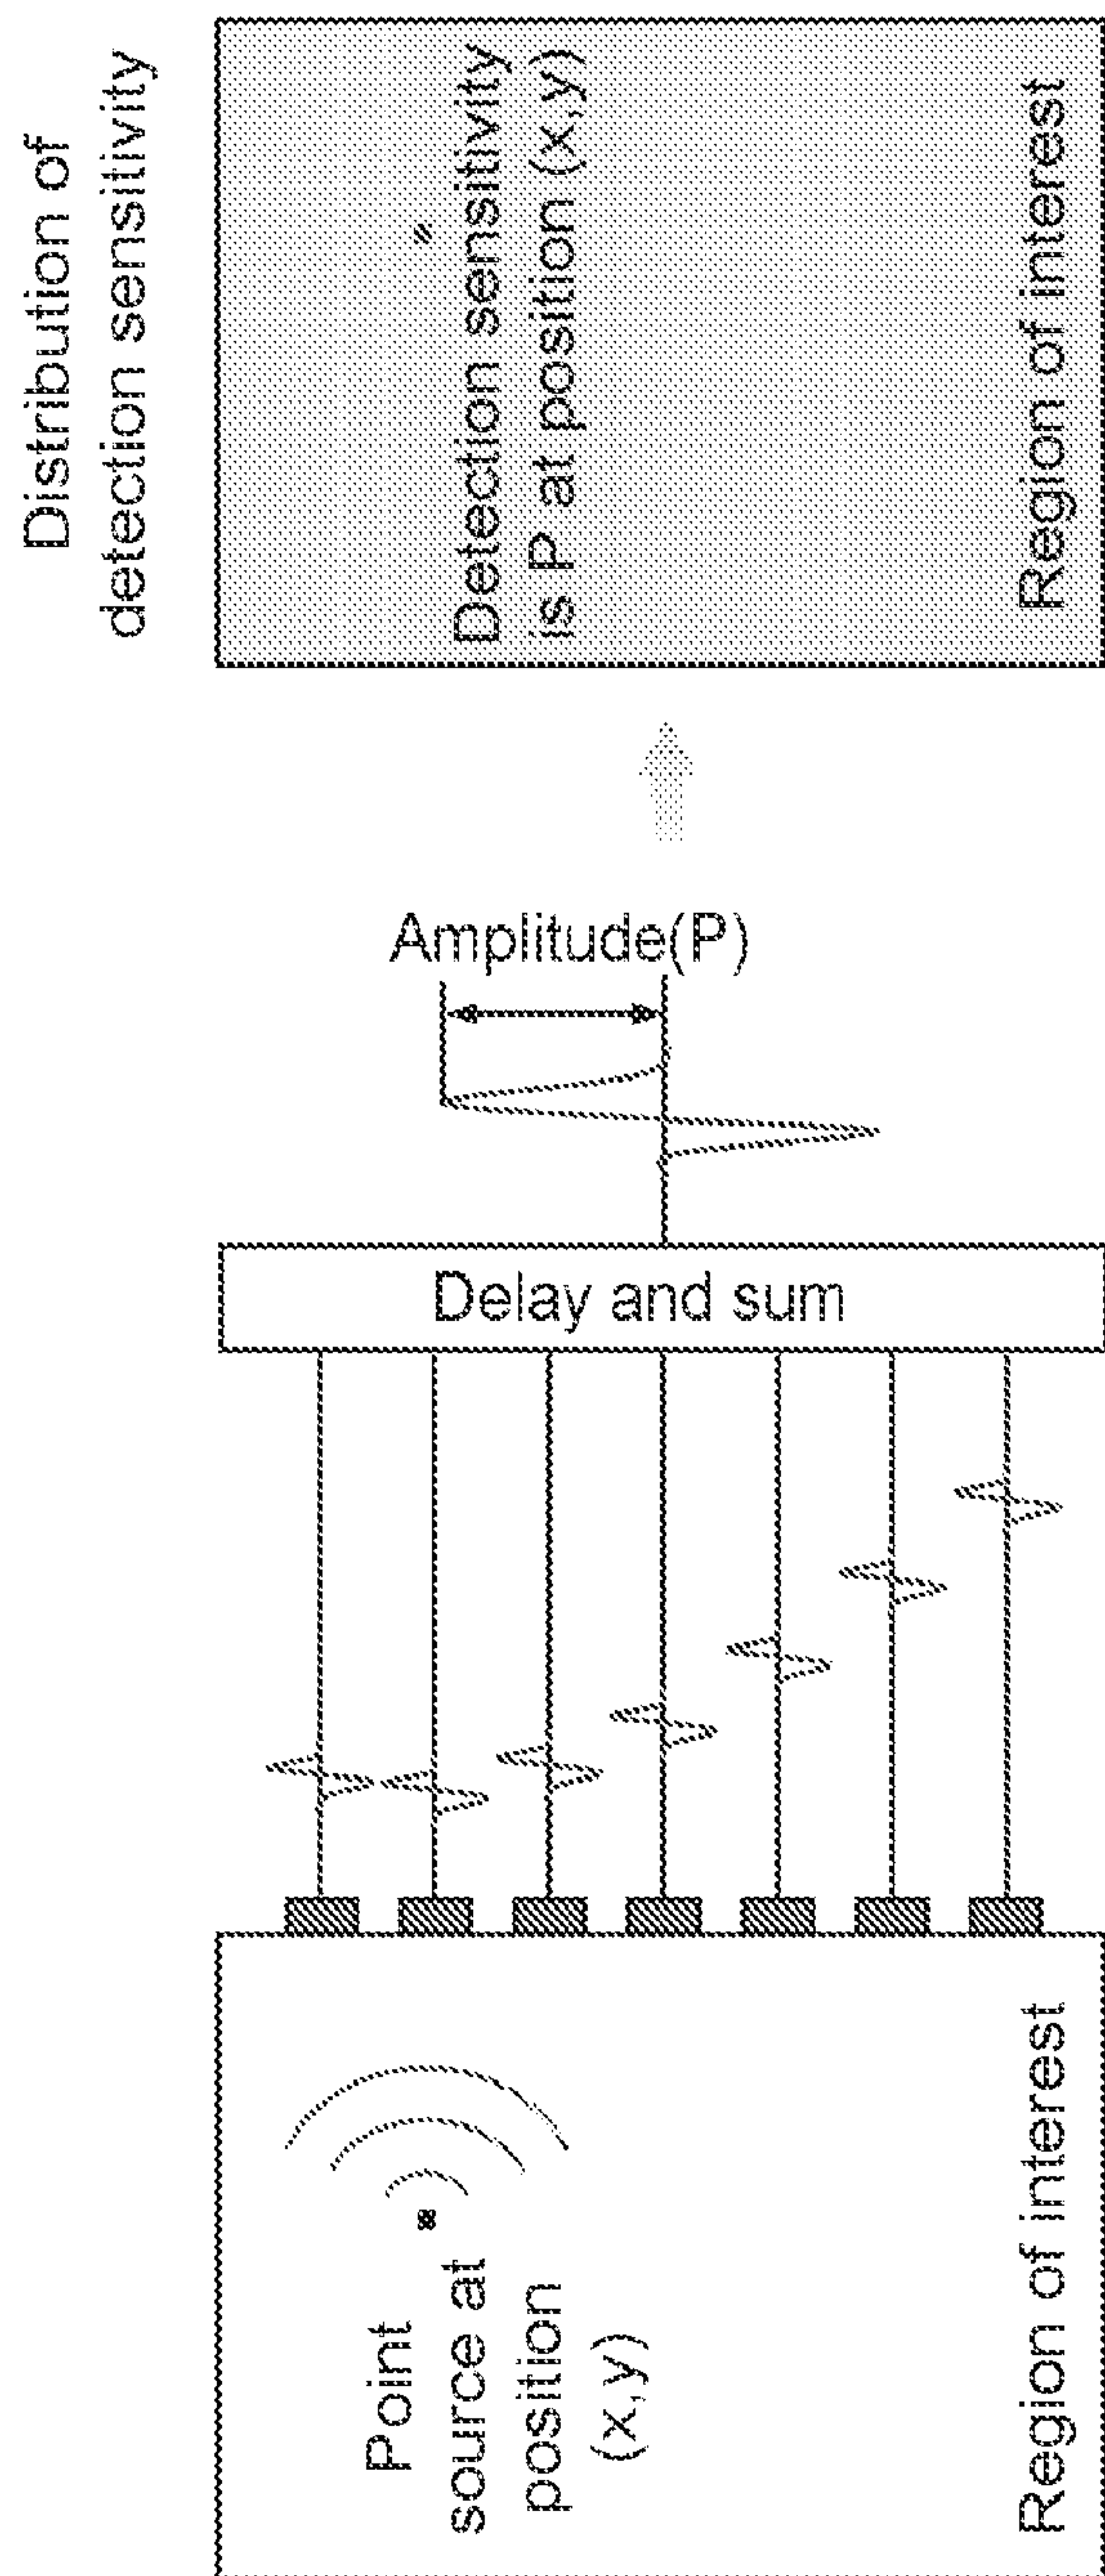 Distribution of
detection sensitivity
Detection sensitivity
is P at position (x,y)
Region of interest
Amplitude(P)
Delay and sum
Point
source at
position
(x,y)
Region of interest